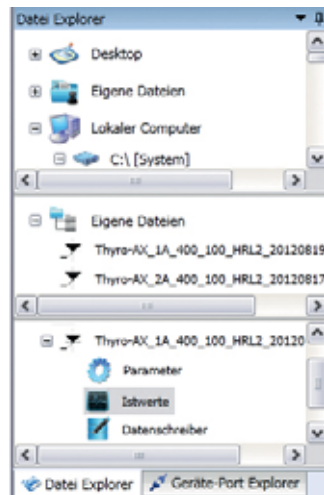 Datei Explorer
Desktop
Eigene Dateien
Lokaler Computer
C:\ [System]
Eigene Dateien
Thyro-AX_1A_400_100_HRL2_20120819
Thyro-AX_2A_400_100_HRL2_20120817
Thyro-AX_1A_400_100_HRL2_20120
Parameter
Istwerte
Datenschreiber
Datei Explorer
Geräte-Port Explorer